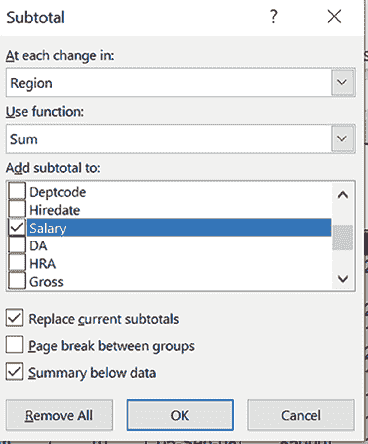 Subtotal
?
At each change in:
Region
Use function:
Sum
Add subtotal to:
Deptcode
Hiredate
Salary
DA
HRA
Gross
Replace current subtotals
Page break between groups
Summary below data
Remove All OK Cancel